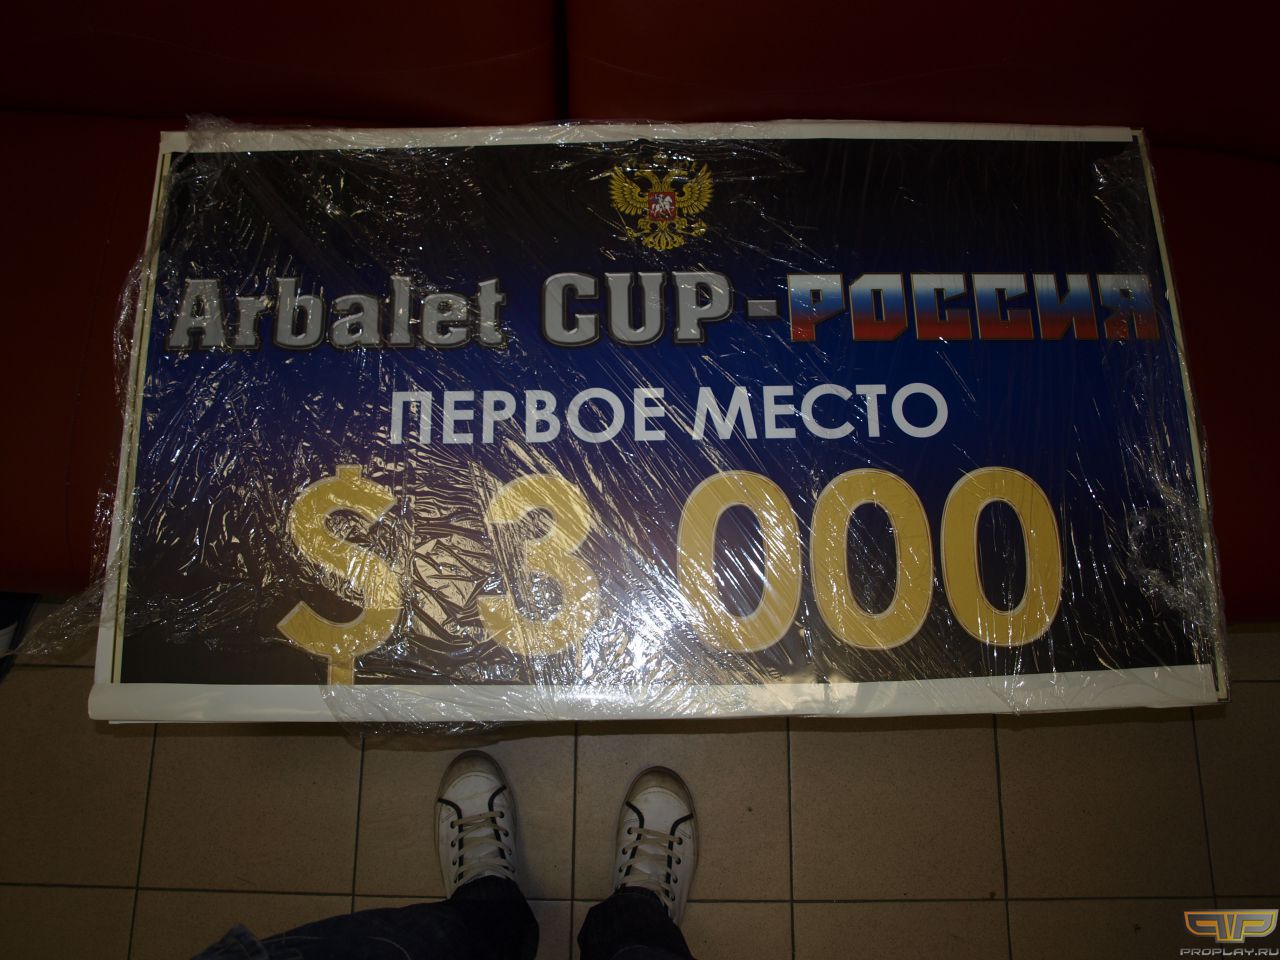 Arbalet CUP-РОССИЯ
ПЕРВОЕ МЕСТО
$ 3 000
PROPLAY.RU